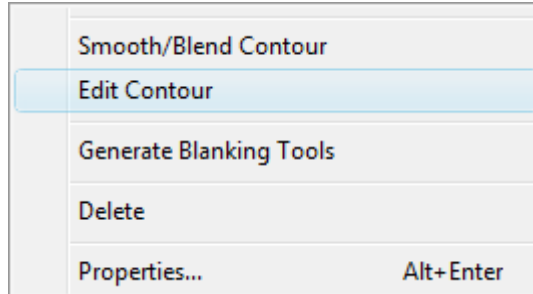 Smooth/Blend Contour
Edit Contour
Generate Blanking Tools
Delete
Properties... Alt+Enter